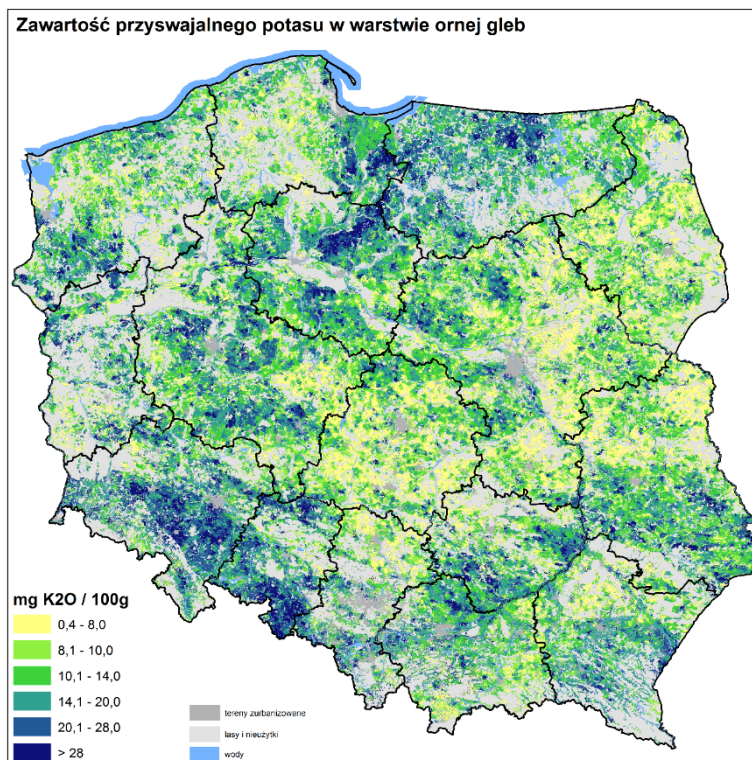 Zawartość przyswajalnego potasu w warstwie ornej gleb
mg K2O / 100g
0,4 - 8,0
8,1 - 10,0
10,1 - 14,0
14,1 - 20,0
20,1 - 28,0
> 28
tereny zurbanizowane
lasy i nieużytki
wody